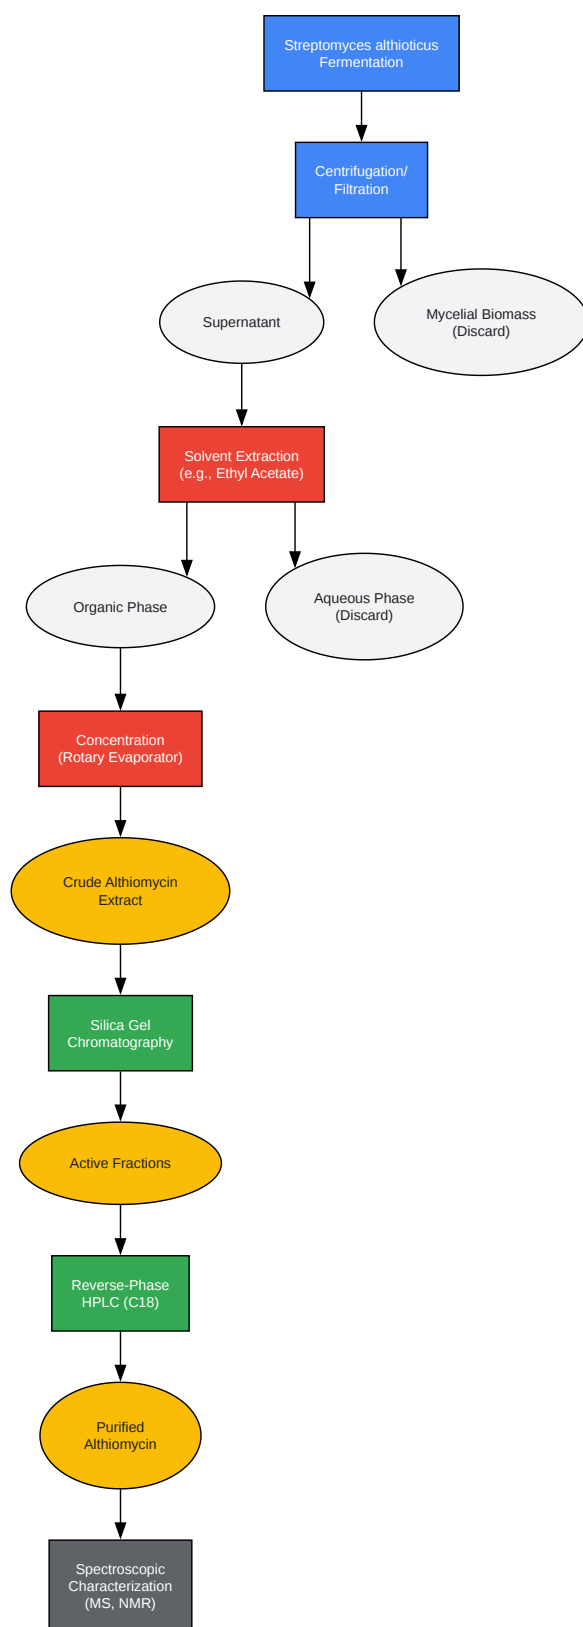 Streptomyces althioticus
Fermentation
Centrifugation/
Filtration
Supernatant
Mycelial Biomass
(Discard)
Solvent Extraction
(e.g., Ethyl Acetate)
Organic Phase
Aqueous Phase
(Discard)
Concentration
(Rotary Evaporator)
Crude Althiomycin
Extract
Silica Gel
Chromatography
Active Fractions
Reverse-Phase
HPLC (C18)
Purified
Althiomycin
Spectroscopic
Characterization
(MS, NMR)